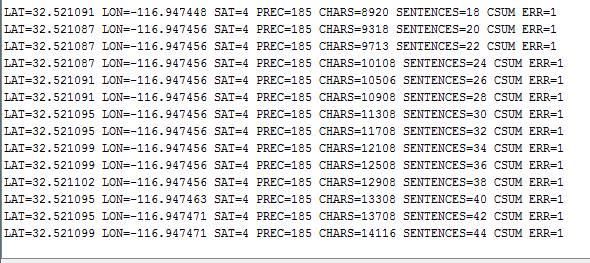 LAT=32.521091 LON=-116.947448 SAT=4 PREC=185 CHARS=8920 SENTENCES=18 CSUM ERR=1
LAT=32.521087 LON=-116.947456 SAT=4 PREC=185 CHARS=9318 SENTENCES=20 CSUM ERR=1
LAT=32.521087 LON=-116.947456 SAT=4 PREC=185 CHARS=9713 SENTENCES=22 CSUM ERR=1
LAT=32.521087 LON=-116.947456 SAT=4 PREC=185 CHARS=10108 SENTENCES=24 CSUM ERR=1
LAT=32.521091 LON=-116.947456 SAT=4 PREC=185 CHARS=10506 SENTENCES=26 CSUM ERR=1
LAT=32.521091 LON=-116.947456 SAT=4 PREC=185 CHARS=10908 SENTENCES=28 CSUM ERR=1
LAT=32.521095 LON=-116.947456 SAT=4 PREC=185 CHARS=11308 SENTENCES=30 CSUM ERR=1
LAT=32.521095 LON=-116.947456 SAT=4 PREC=185 CHARS=11708 SENTENCES=32 CSUM ERR=1
LAT=32.521099 LON=-116.947456 SAT=4 PREC=185 CHARS=12108 SENTENCES=34 CSUM ERR=1
LAT=32.521099 LON=-116.947456 SAT=4 PREC=185 CHARS=12508 SENTENCES=36 CSUM ERR=1
LAT=32.521102 LON=-116.947456 SAT=4 PREC=185 CHARS=12908 SENTENCES=38 CSUM ERR=1
LAT=32.521095 LON=-116.947463 SAT=4 PREC=185 CHARS=13308 SENTENCES=40 CSUM ERR=1
LAT=32.521095 LON=-116.947471 SAT=4 PREC=185 CHARS=13708 SENTENCES=42 CSUM ERR=1
LAT=32.521099 LON=-116.947471 SAT=4 PREC=185 CHARS=14116 SENTENCES=44 CSUM ERR=1